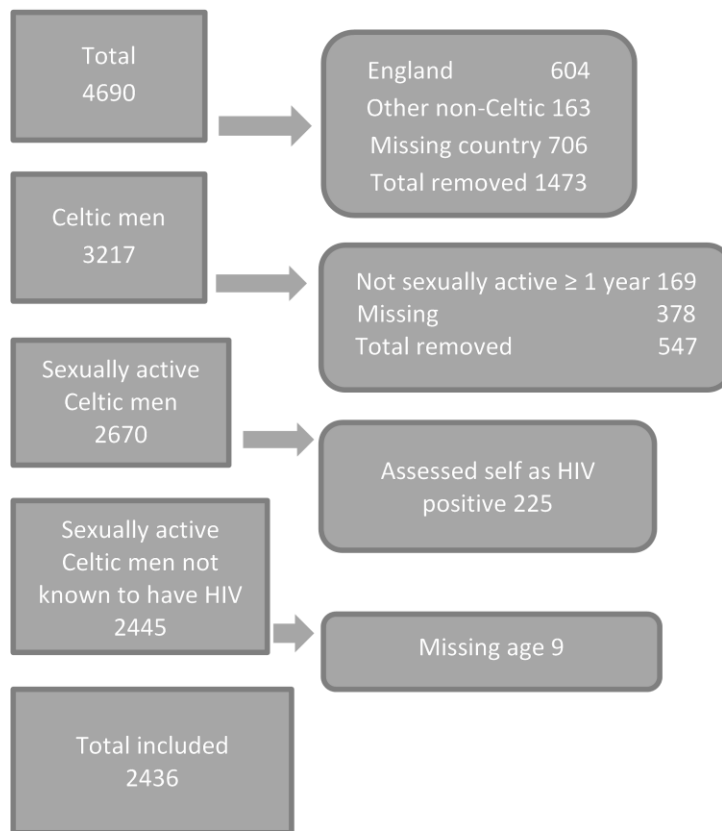 Total
4690
England 604
Other non-Celtic 163
Missing country 706
Total removed 1473
Celtic men
3217
Not sexually active ≥ 1 year 169
Missing 378
Total removed 547
Sexually active
Celtic men
2670
Assessed self as HIV
positive 225
Sexually active
Celtic men not
known to have HIV
2445
Missing age 9
Total included
2436